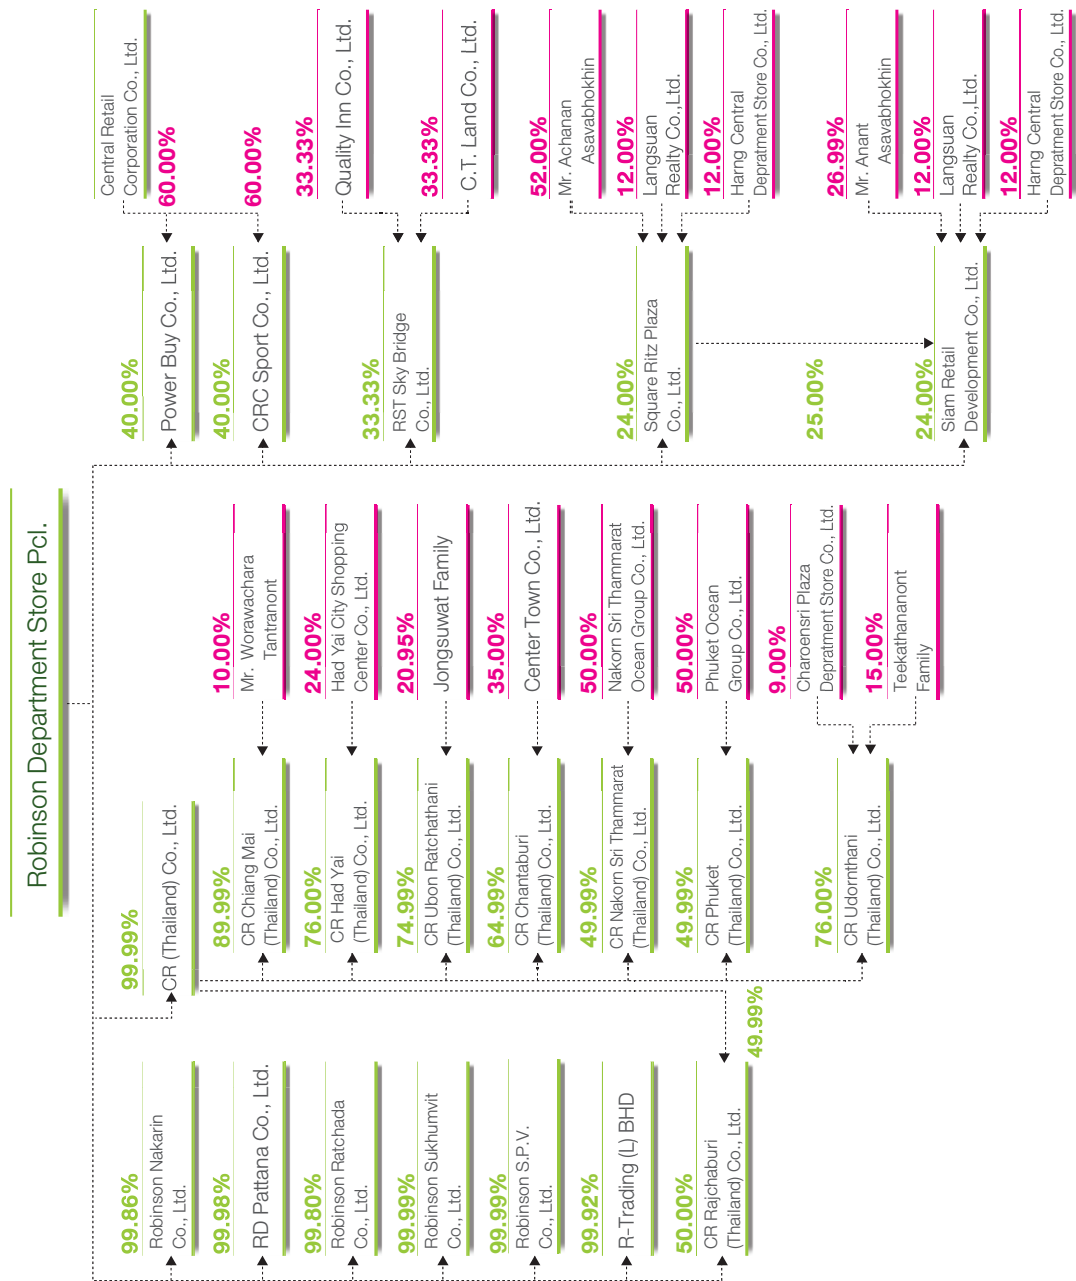 Robinson Department Store Pcl.
99.86%
Robinson Nakarin
Co., Ltd.
99.98%
RD Pattana Co., Ltd.
99.80%
Robinson Ratchada
Co., Ltd.
99.99%
Robinson Sukhumvit
Co., Ltd.
99.99%
Robinson S.P.V.
Co., Ltd.
99.92%
R-Trading (L) BHD
50.00%
CR Rajchaburi
(Thailand) Co., Ltd.
49.99%
99.99%
CR (Thailand) Co., Ltd.
89.99%
CR Chiang Mai
(Thailand) Co., Ltd.
76.00%
CR Had Yai
(Thailand) Co., Ltd.
74.99%
CR Ubon Ratchathani
(Thailand) Co., Ltd.
64.99%
CR Chantaburi
(Thailand) Co., Ltd.
49.99%
CR Nakorn Sri Thammarat
(Thailand) Co., Ltd.
49.99%
CR Phuket
(Thailand) Co., Ltd.
76.00%
CR Udornthani
(Thailand) Co., Ltd.
10.00%
Mr. Worawachara
Tantranont
24.00%
Had Yai City Shopping
Center Co., Ltd.
20.95%
Jongsuwat Family
35.00%
Center Town Co., Ltd.
50.00%
Nakorn Sri Thammarat
Ocean Group Co., Ltd.
50.00%
Phuket Ocean
Group Co., Ltd.
9.00%
Charoensri Plaza
Depratment Store Co., Ltd.
15.00%
Teekathananont
Family
40.00%
Power Buy Co., Ltd.
40.00%
CRC Sport Co., Ltd.
33.33%
RST Sky Bridge
Co., Ltd.
24.00%
Square Ritz Plaza
Co., Ltd.
25.00%
24.00%
Siam Retail
Development Co., Ltd.
Central Retail
Corporation Co., Ltd.
60.00%
60.00%
33.33%
Quality Inn Co., Ltd.
33.33%
C.T. Land Co., Ltd.
52.00%
Mr. Achanan
Asavabhokhin
12.00%
Langsuan
Realty Co.,Ltd.
12.00%
Harng Central
Depratment Store Co., Ltd.
26.99%
Mr. Anant
Asavabhokhin
12.00%
Langsuan
Realty Co.,Ltd.
12.00%
Harng Central
Depratment Store Co., Ltd.